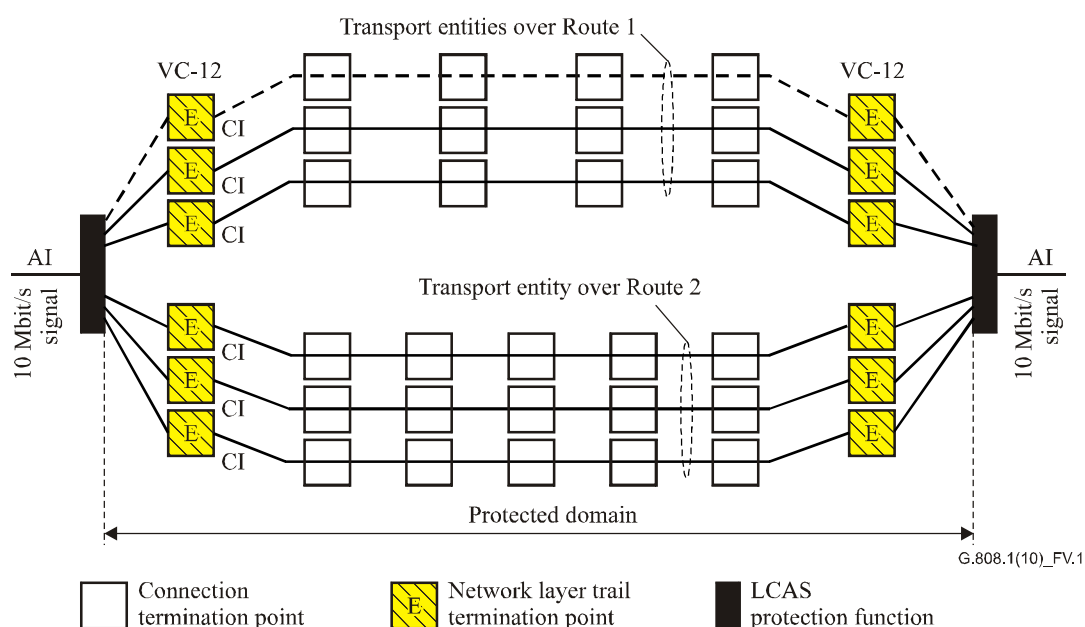 Transport entities over Route 1
VC-12
VC-12
E
E
CI
E
E
CI
E
E
CI
AI
AI
10 Mbit/s
signal
10 Mbit/s
signal
Transport entity over Route 2
E
E
CI
E
E
CI
E
E
CI
Protected domain
G.808.1(10)_FV.1
Connection
termination point
E
Network layer trail
termination point
LCAS
protection function